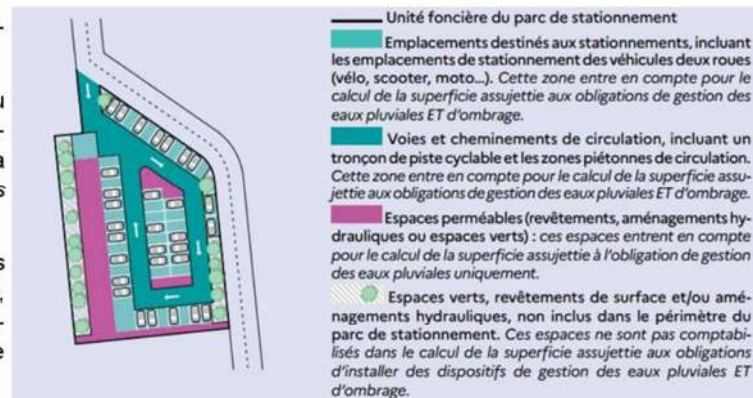 u
a
s
s
,
e
Unité foncière du parc de stationnement
Emplacements destinés aux stationnements, incluant
les emplacements de stationnement des véhicules deux roues
(vélo, scooter, moto...). Cette zone entre en compte pour le
calcul de la superficie assujettie aux obligations de gestion des
eaux pluviales ET d'ombrage.
Voies et cheminements de circulation, incluant un
tronçon de piste cyclable et les zones piétonnes de circulation.
Cette zone entre en compte pour le calcul de la superficie assu-
jettie aux obligations de gestion des eaux pluviales ET d'ombrage.
Espaces perméables (revêtements, aménagements hy-
drauliques ou espaces verts) : ces espaces entrent en compte
pour le calcul de la superficie assujettie à l'obligation de gestion
des eaux pluviales uniquement.
Espaces verts, revêtements de surface et/ou amé-
nagements hydrauliques, non inclus dans le périmètre du
parc de stationnement. Ces espaces ne sont pas comptabi-
lisés dans le calcul de la superficie assujettie aux obligations
d'installer des dispositifs de gestion des eaux pluviales ET
d'ombrage.